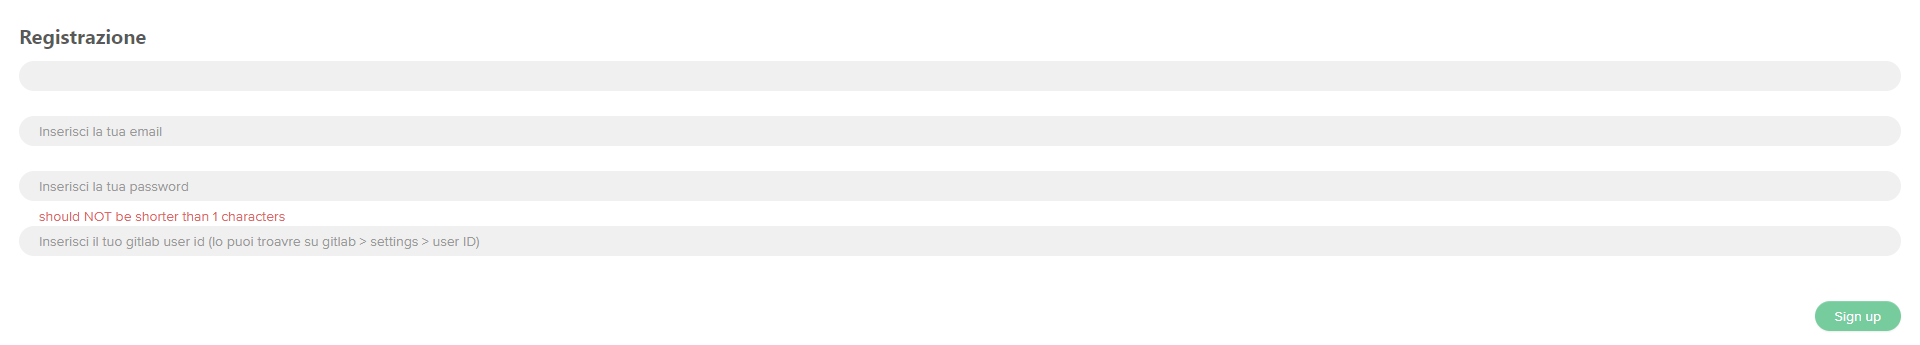 Registrazione
Inserisci la tua email
Inserisci la tua password
should NOT be shorter than 1 characters
Inserisci il tuo gitlab user id (lo puoi troavre su gitlab > settings > user ID)
Sign up